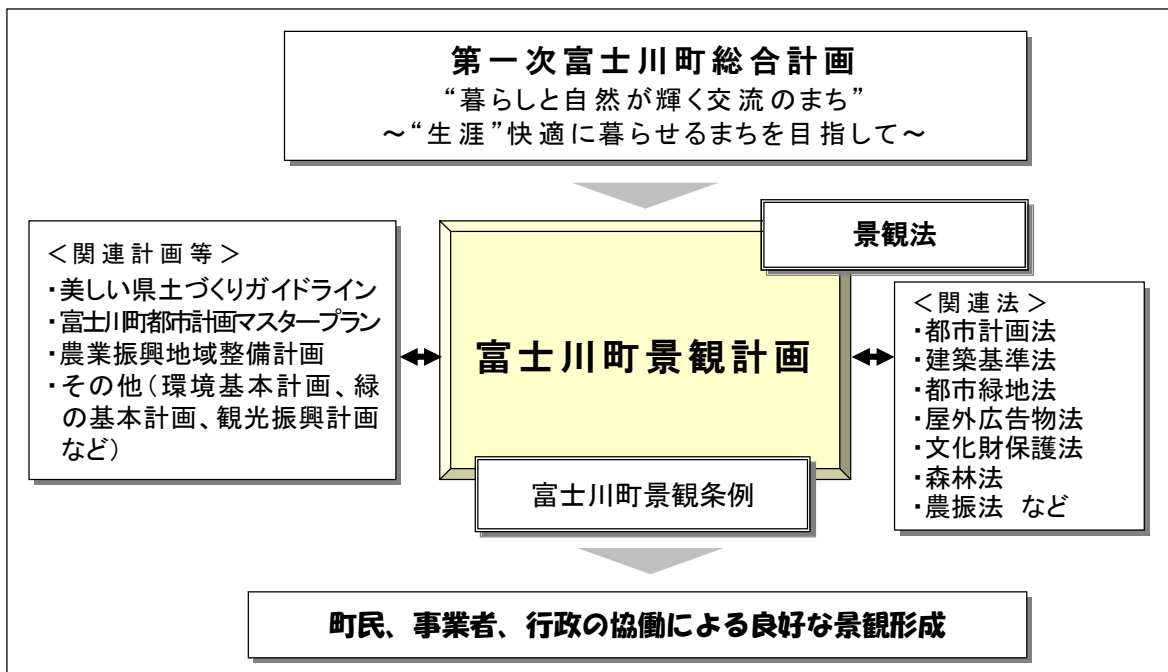 第一次富士川町総合計画
“暮らしと自然が輝く交流のまち”
～“生涯”快適に暮らせるまちを目指して～
景観法
＜関連計画等＞
・美しい県土づくりガイドライン
・富士川町都市計画マスタープラン
・農業振興地域整備計画
・その他（環境基本計画、緑
の基本計画、観光振興計画
など）
富士川町景観計画
＜関連法＞
・都市計画法
・建築基準法
・都市緑地法
・屋外広告物法
・文化財保護法
・森林法
・農振法 など
富士川町景観条例
町民、事業者、行政の協働による良好な景観形成